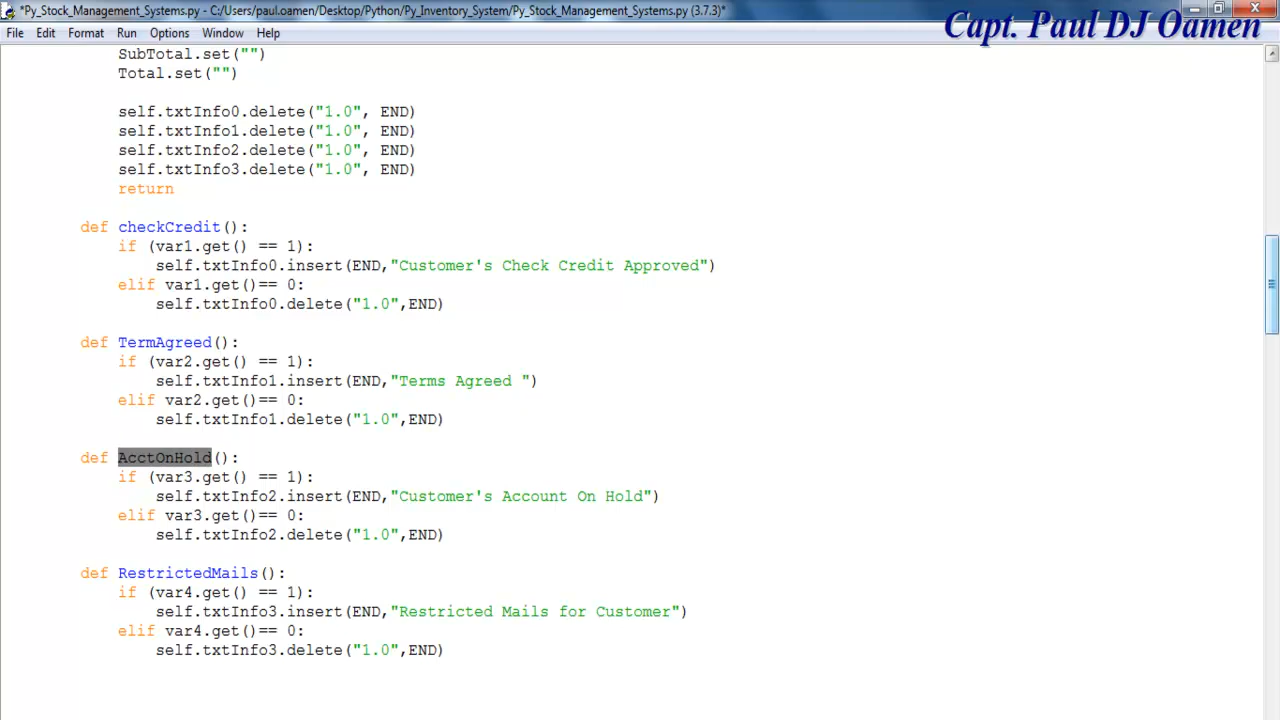 *Py_Stock_Management_Systems.py - C:/Users/paul.oamen/Desktop/Python/Py_Inventory_System/Py_Stock_Management_Systems.py (3.7.3)*
Capt. Paul DJ Oamen
File Edit Format Run Options Window Help
SubTotal.set("")
Total.set("")
self.txtInfo0.delete("1.0", END)
self.txtInfo1.delete("1.0", END)
self.txtInfo2.delete("1.0", END)
self.txtInfo3.delete("1.0", END)
return
def checkCredit():
if (var1.get() == 1):
self.txtInfo0.insert(END,"Customer's Check Credit Approved")
elif var1.get()== 0:
self.txtInfo0.delete("1.0",END)
def TermAgreed():
if (var2.get() == 1):
self.txtInfo1.insert(END,"Terms Agreed ")
elif var2.get()== 0:
self.txtInfo1.delete("1.0",END)
def AcctOnHold():
if (var3.get() == 1):
self.txtInfo2.insert(END,"Customer's Account On Hold")
elif var3.get()== 0:
self.txtInfo2.delete("1.0",END)
def RestrictedMails():
if (var4.get() == 1):
self.txtInfo3.insert(END,"Restricted Mails for Customer")
elif var4.get()== 0:
self.txtInfo3.delete("1.0",END)